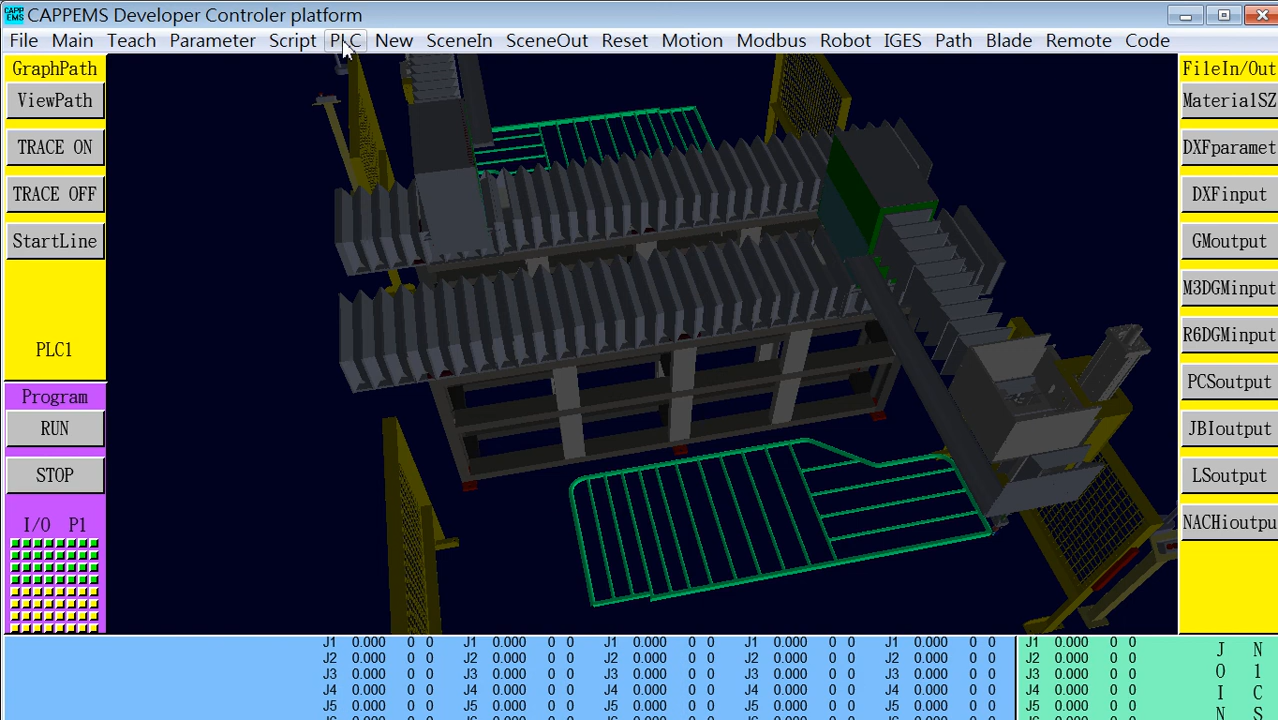 CAPP EMS CAPPEMS Developer Controler platform
File Main Teach Parameter Script PLC New SceneIn SceneOut Reset Motion Modbus Robot IGES Path Blade Remote Code
GraphPath
ViewPath
TRACE ON
TRACE OFF
StartLine
PLC1
Program
RUN
STOP
I/O P1
FileIn/Out
MaterialSZ
DXFparamet
DXFinput
GMoutput
M3DGMinput
R6DGMinput
PCSoutput
JBIoutput
LSoutput
NACHioutpu
J1 0.000 0 0 J1 0.000 0 0 J1 0.000 0 0 J1 0.000 0 0 J1 0.000 0 0 J1 0.000 0 0 J N
J2 0.000 0 0 J2 0.000 0 0 J2 0.000 0 0 J2 0.000 0 0 J2 0.000 0 0 J2 0.000 0 0 O 1
J3 0.000 0 0 J3 0.000 0 0 J3 0.000 0 0 J3 0.000 0 0 J3 0.000 0 0 J3 0.000 0 0 I C
J4 0.000 0 0 J4 0.000 0 0 J4 0.000 0 0 J4 0.000 0 0 J4 0.000 0 0 J4 0.000 0 0 N S
J5 0.000 0 0 J5 0.000 0 0 J5 0.000 0 0 J5 0.000 0 0 J5 0.000 0 0 J5 0.000 0 0